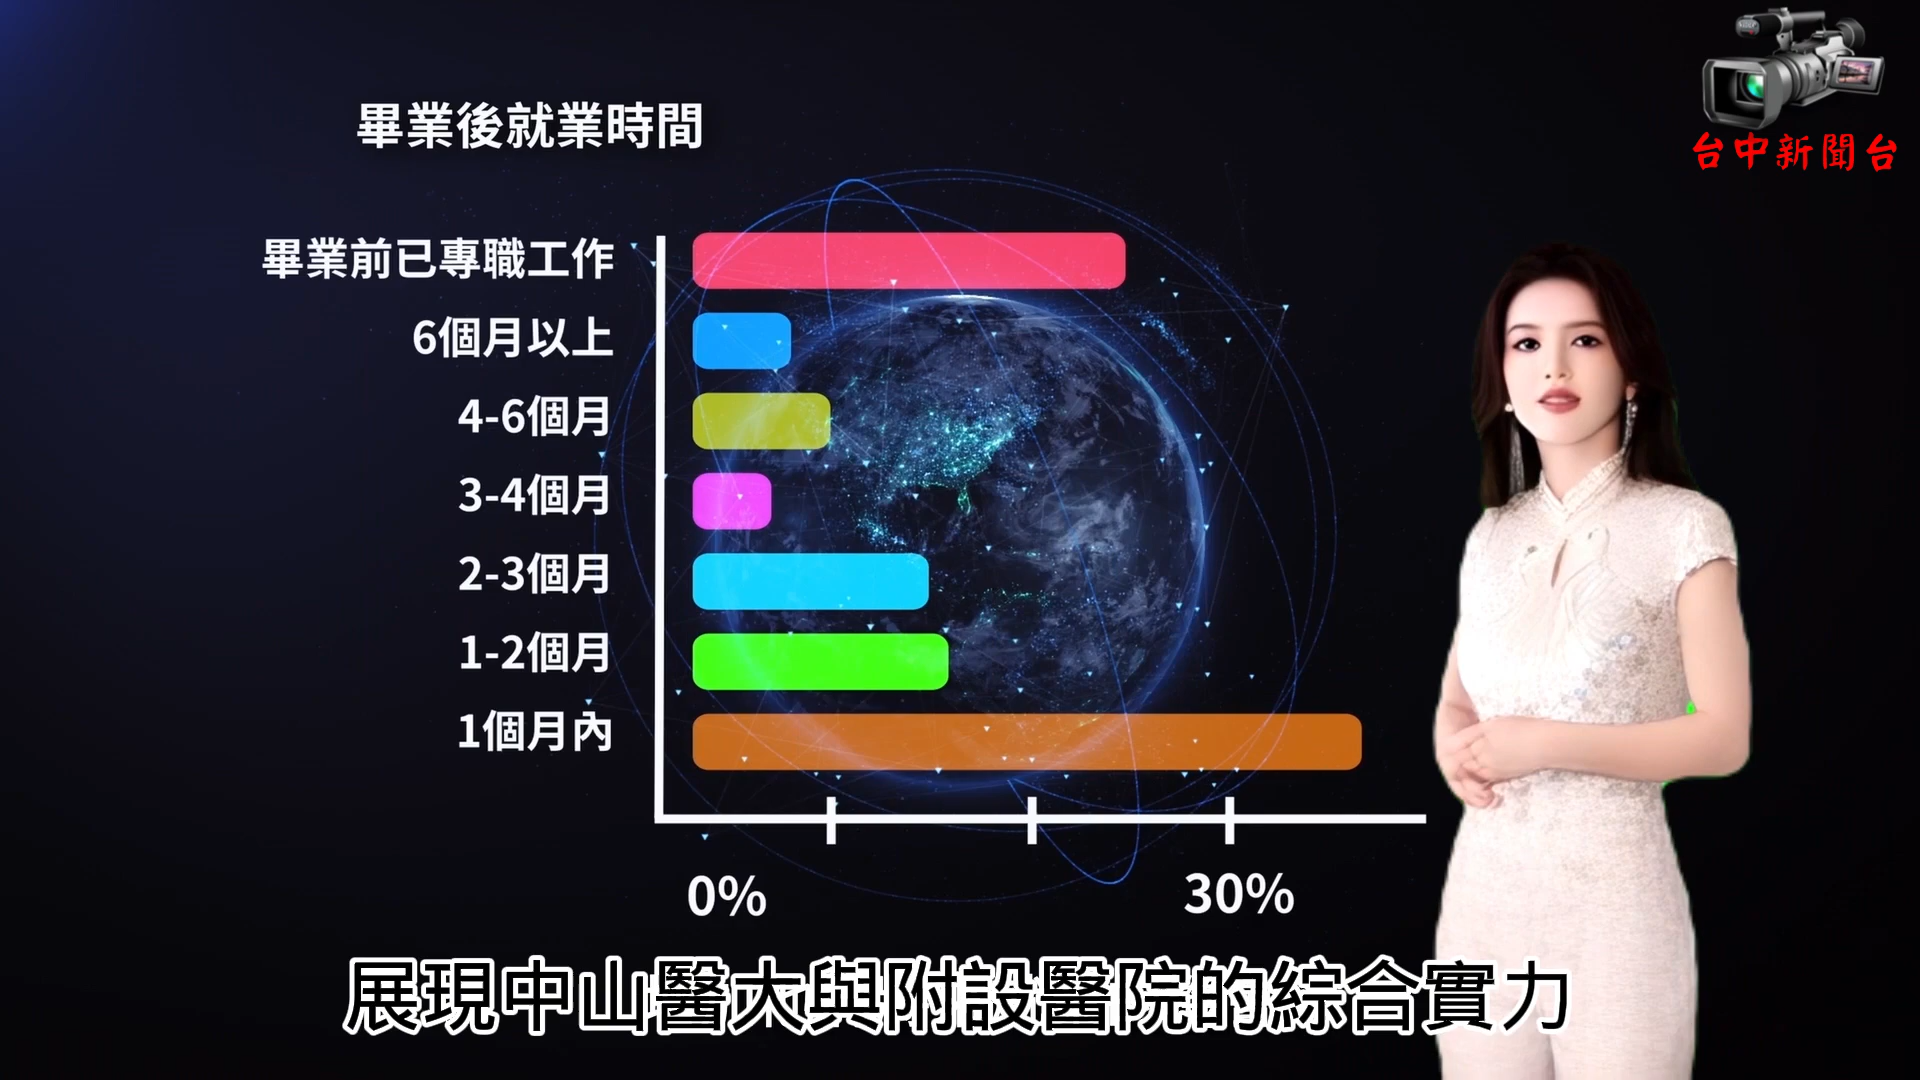 台中新聞台
畢業後就業時間
畢業前已專職工作
6個月以上
4-6個月
3-4個月
2-3個月
1-2個月
1個月內
0%
30%
展現中山醫大與附設醫院的綜合實力